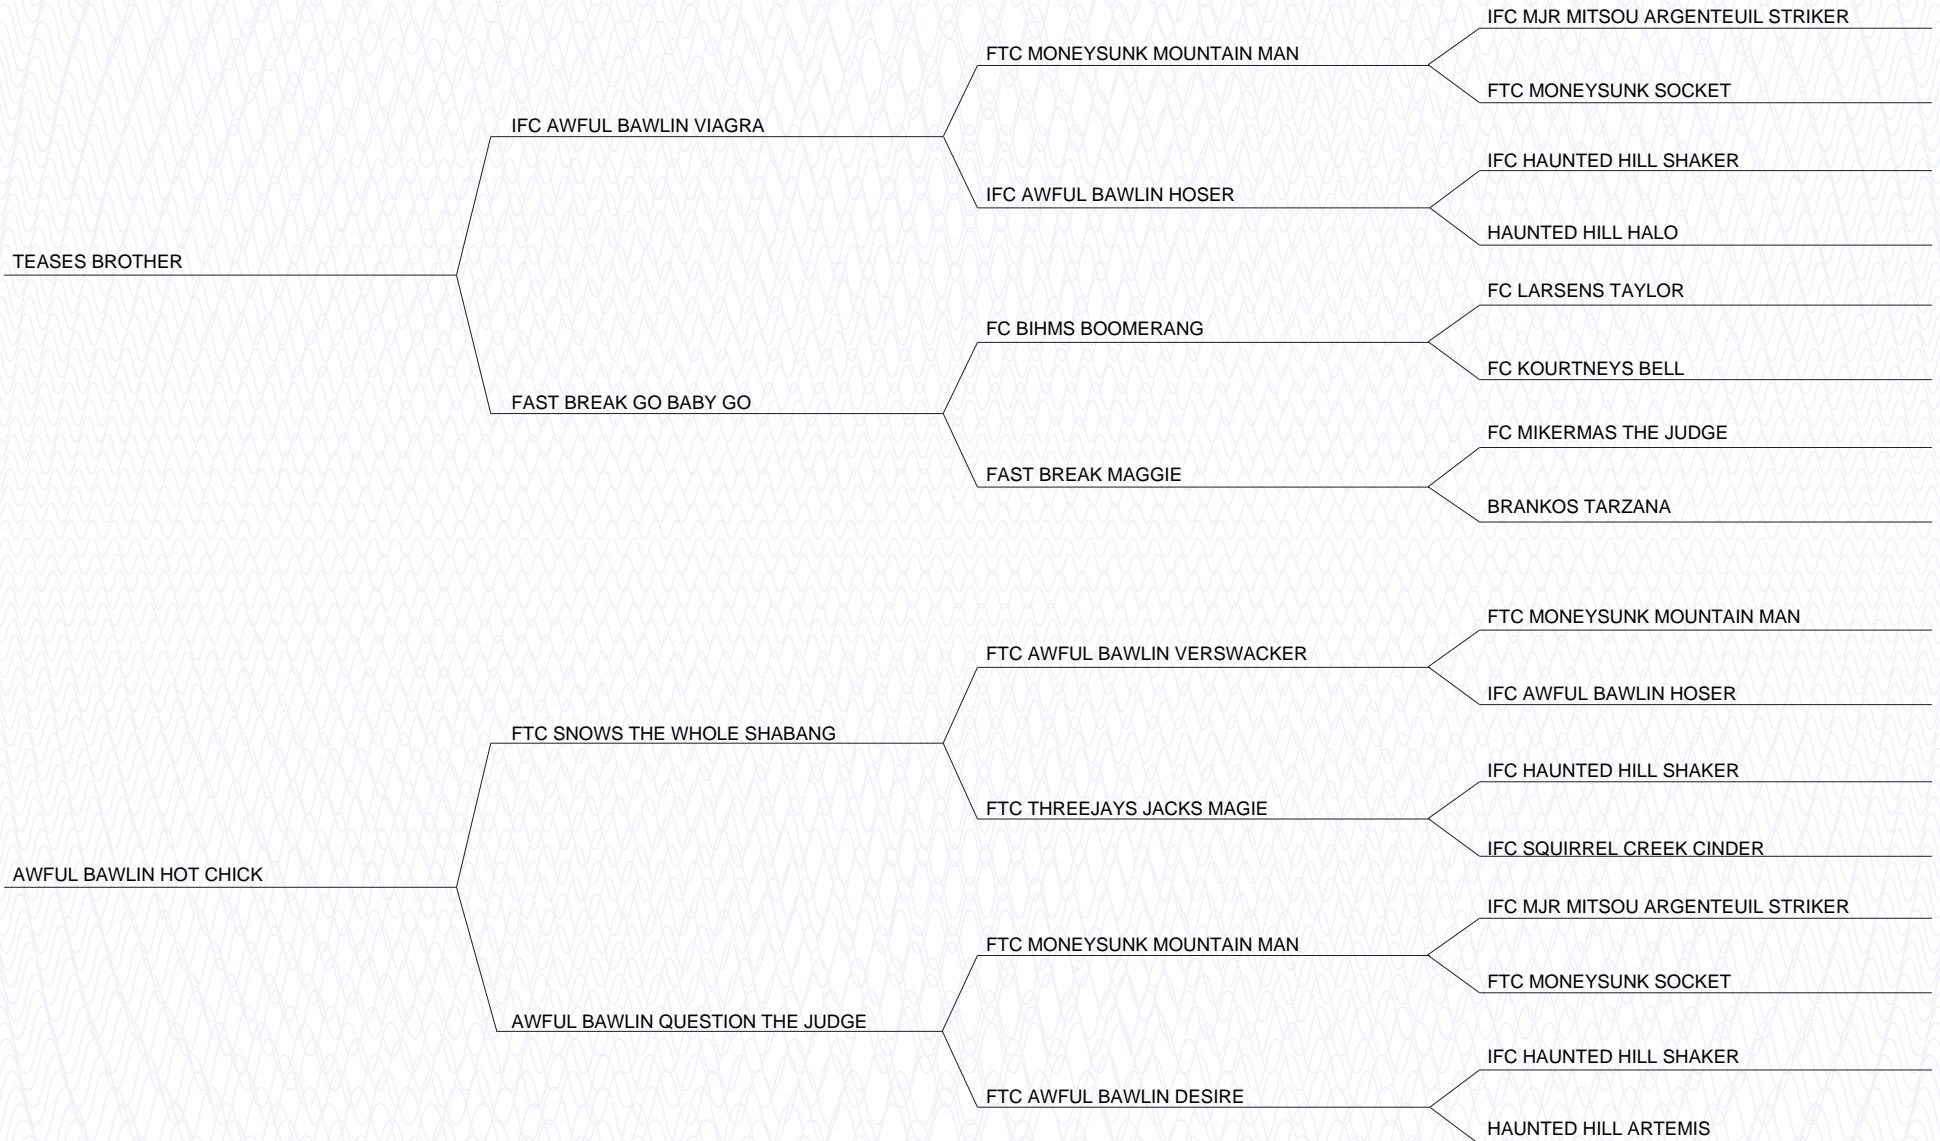 IFC MJR MITSOU ARGENTEUIL STRIKER
FTC MONEYSUNK MOUNTAIN MAN
FTC MONEYSUNK SOCKET
IFC AWFUL BAWLIN VIAGRA
IFC HAUNTED HILL SHAKER
IFC AWFUL BAWLIN HOSER
HAUNTED HILL HALO
TEASES BROTHER
FC LARSENS TAYLOR
FC BIHMS BOOMERANG
FC KOURTNEYS BELL
FAST BREAK GO BABY GO
FC MIKERMAS THE JUDGE
FAST BREAK MAGGIE
BRANKOS TARZANA
FTC MONEYSUNK MOUNTAIN MAN
FTC AWFUL BAWLIN VERSWACKER
IFC AWFUL BAWLIN HOSER
FTC SNOWS THE WHOLE SHABANG
IFC HAUNTED HILL SHAKER
FTC THREEJAYS JACKS MAGIE
IFC SQUIRREL CREEK CINDER
AWFUL BAWLIN HOT CHICK
IFC MJR MITSOU ARGENTEUIL STRIKER
FTC MONEYSUNK MOUNTAIN MAN
FTC MONEYSUNK SOCKET
AWFUL BAWLIN QUESTION THE JUDGE
IFC HAUNTED HILL SHAKER
FTC AWFUL BAWLIN DESIRE
HAUNTED HILL ARTEMIS